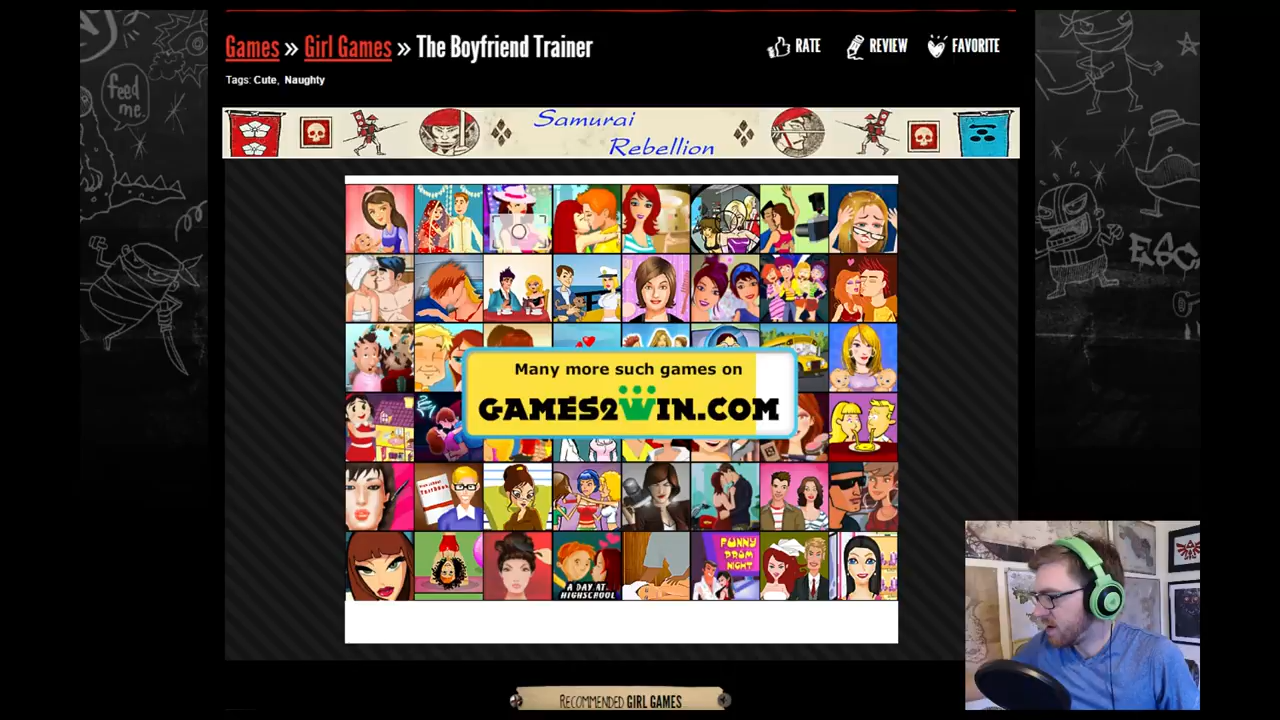 Games » Girl Games » The Boyfriend Trainer
RATE
REVIEW
FAVORITE
Tags: Cute, Naughty
feed me.
Samurai
Rebellion
ESC
Many more such games on
GAMES2WIN.COM
FUNNY
PROM
NIGHT
A DAY AT
HIGHSCHOOL
RECOMMENDED GIRL GAMES